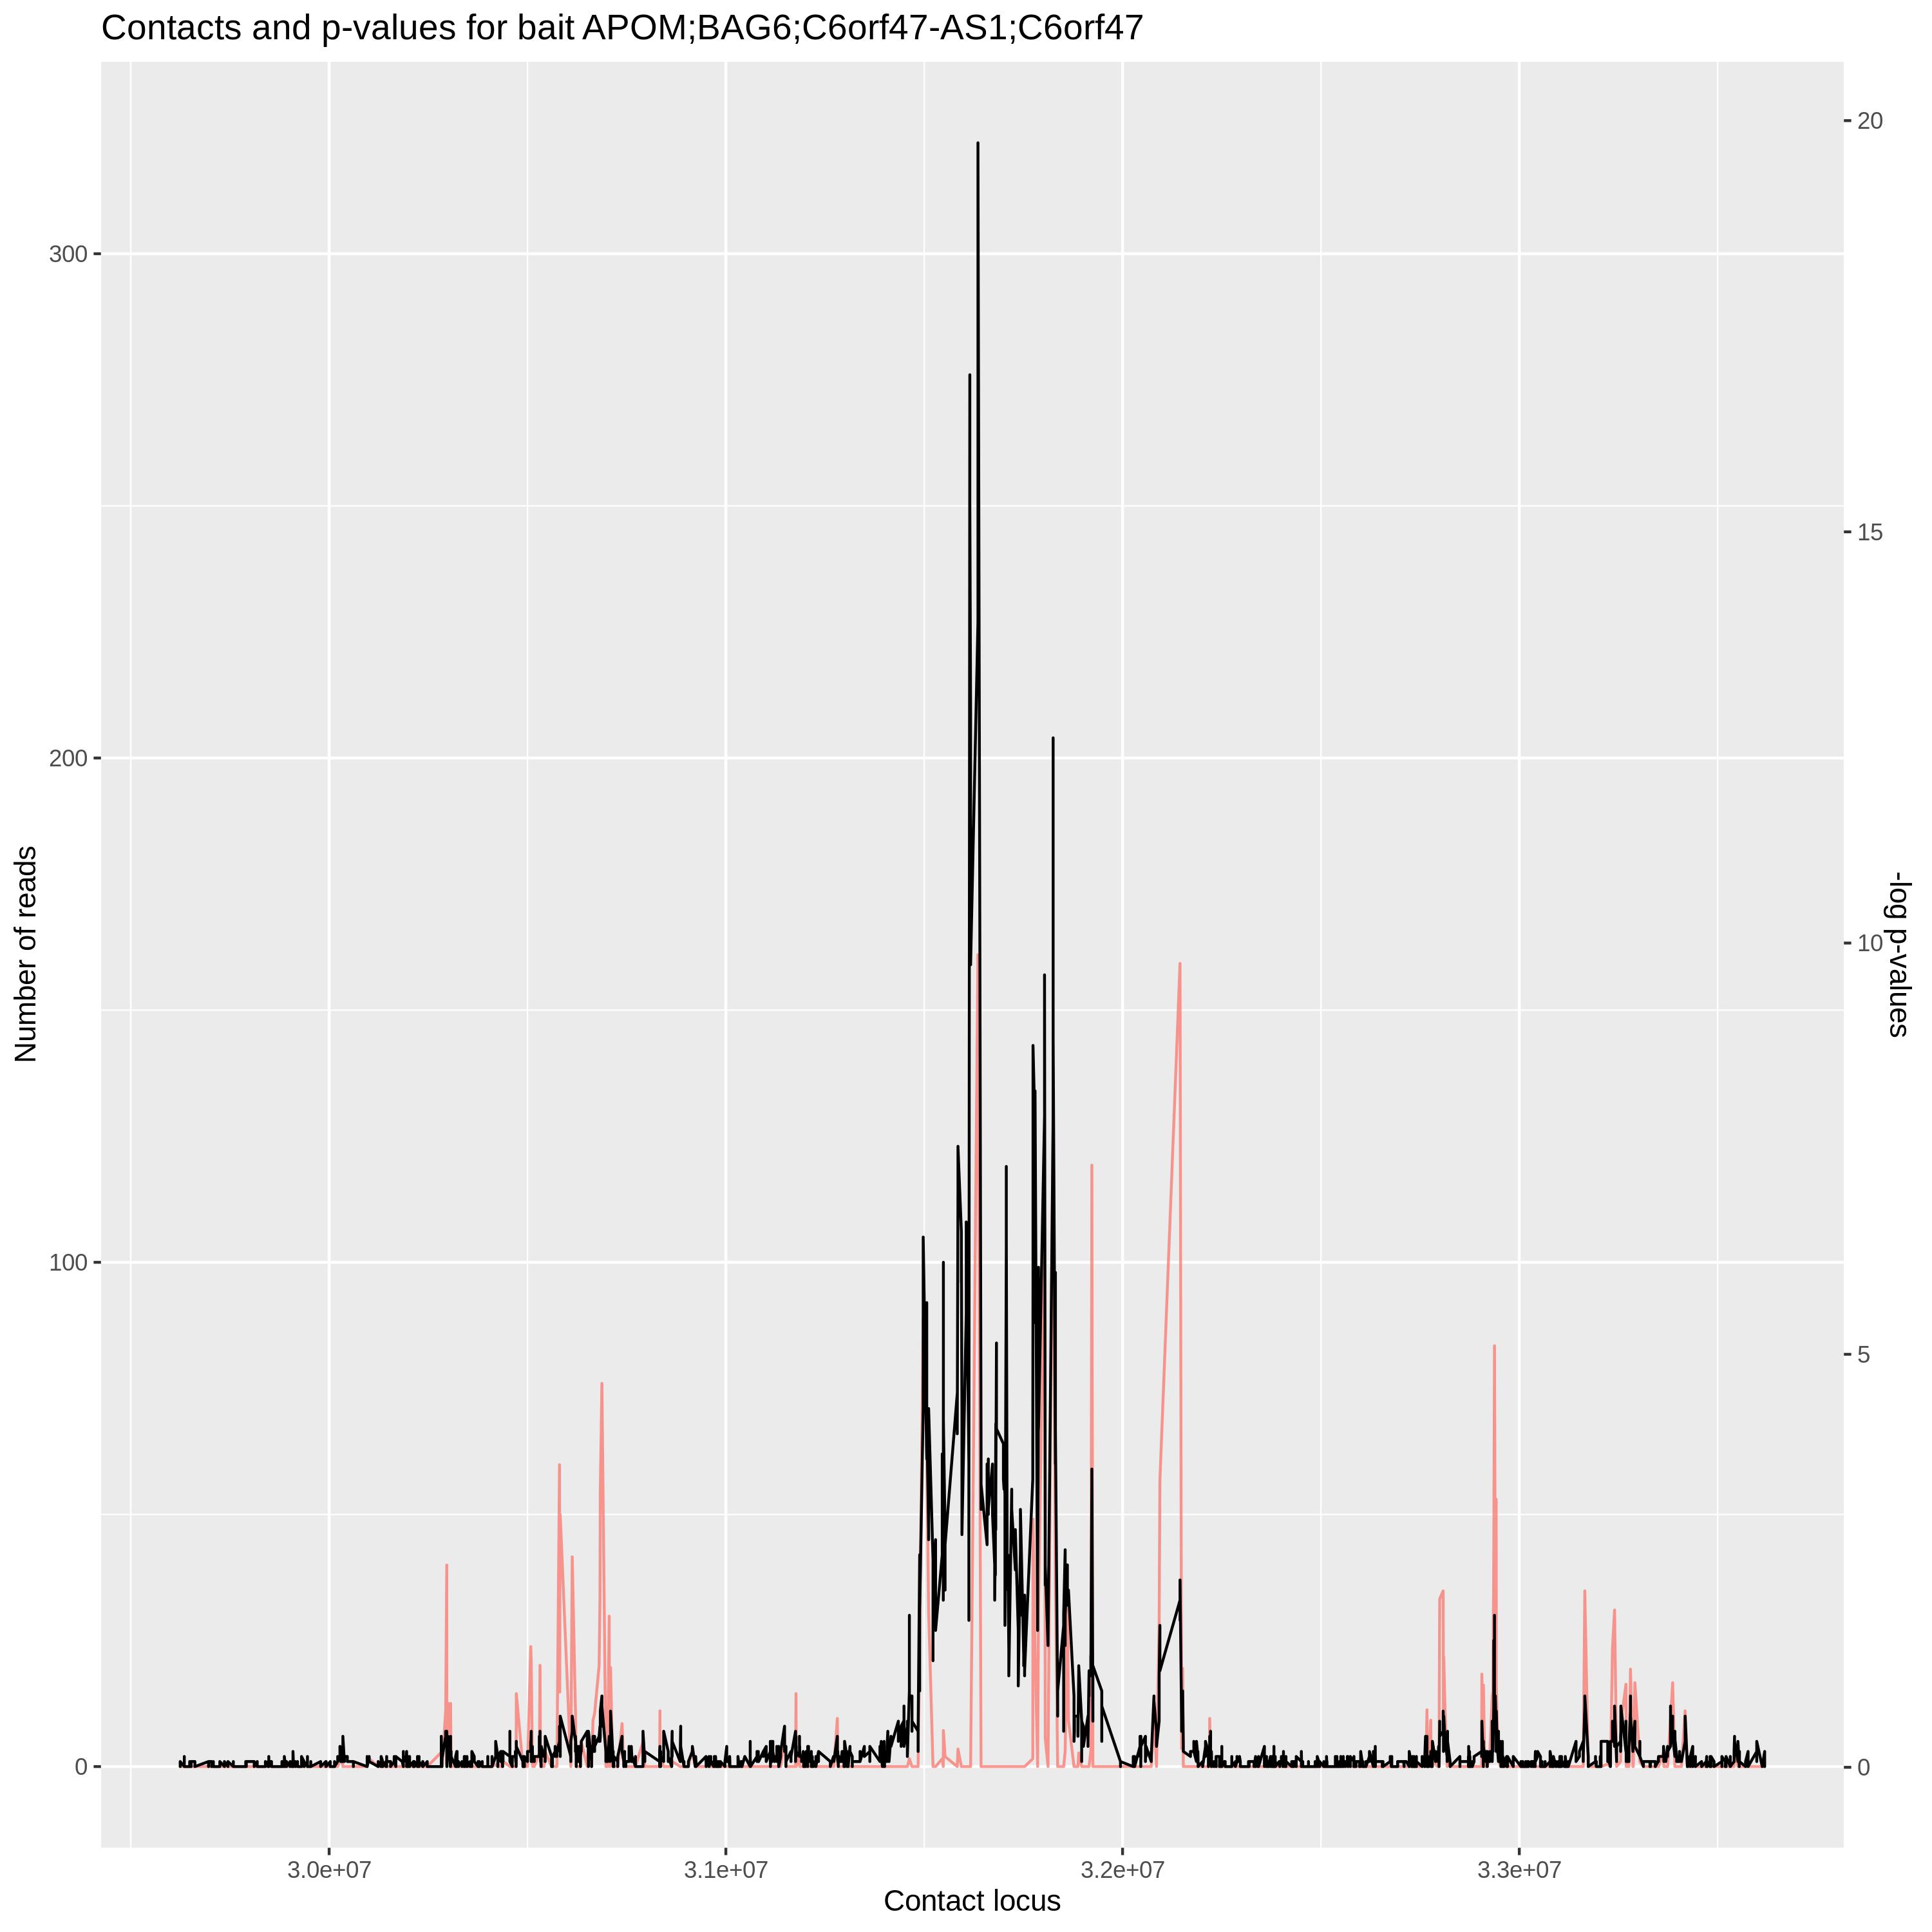 Contacts and p-values for bait APOM;BAG6;C6orf47-AS1;C6orf47
300
200
100
0
Number of reads
20
15
10
5
0
-log p-values
3.0e+07
3.1e+07
3.2e+07
3.3e+07
Contact locus